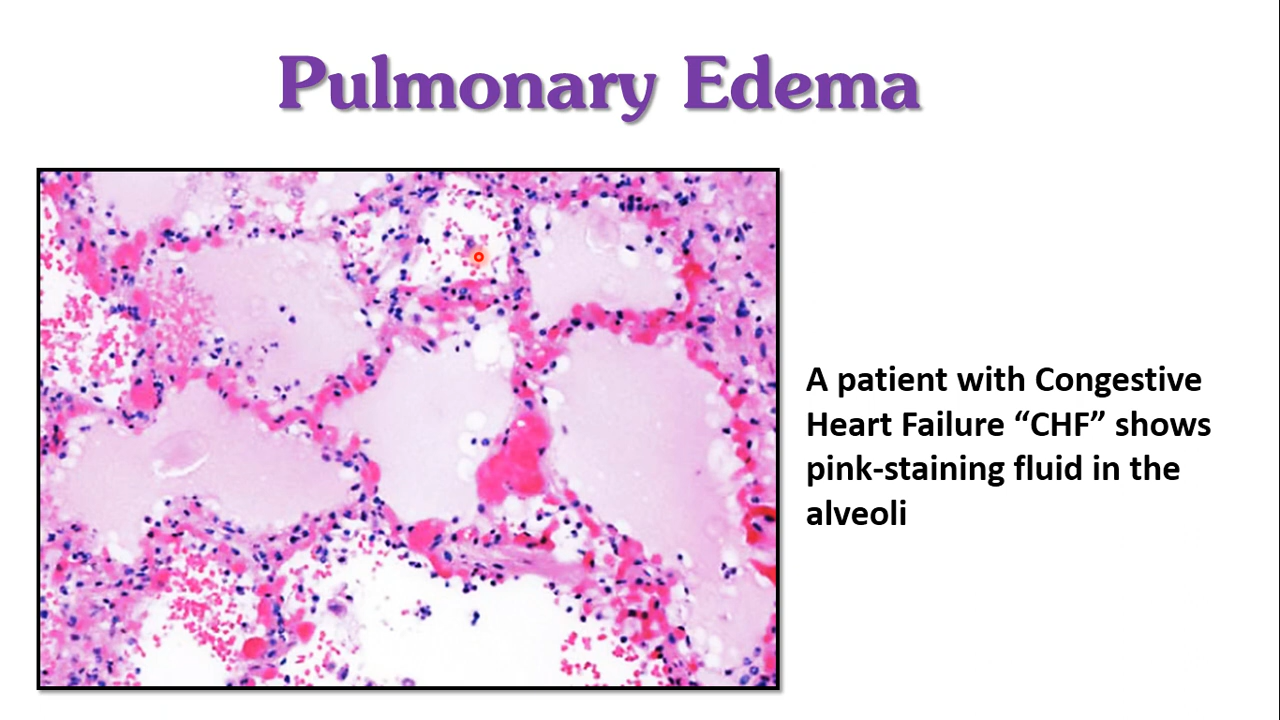 Pulmonary Edema
A patient with Congestive
Heart Failure “CHF” shows
pink-staining fluid in the
alveoli